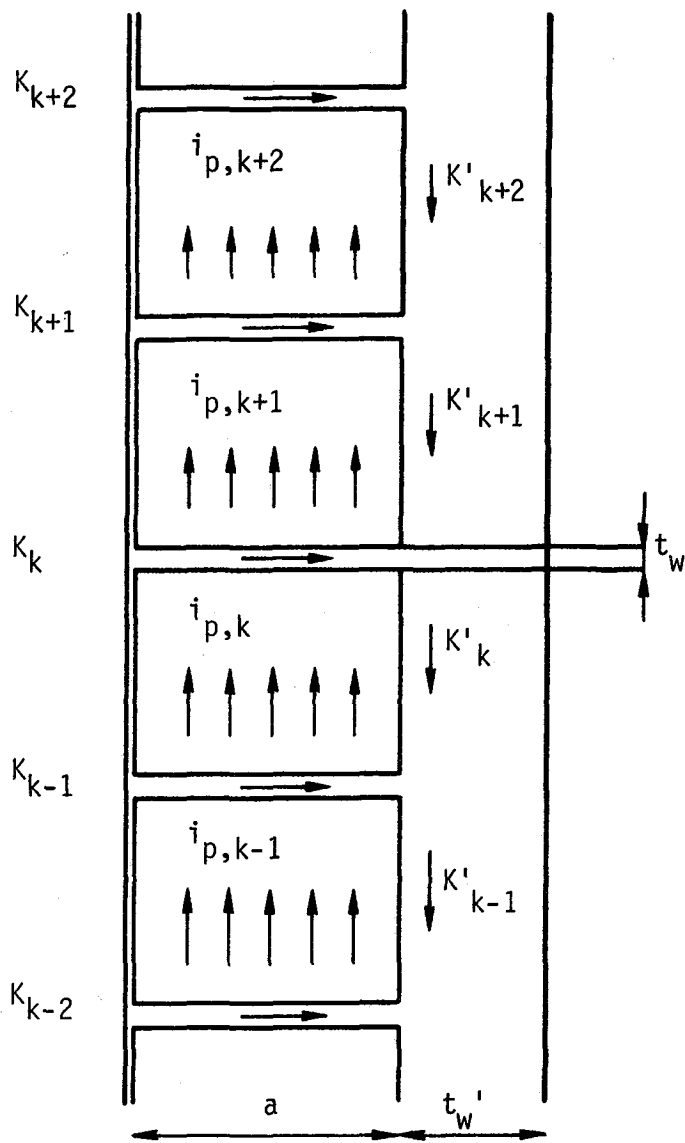 K_{k+2}
i_{p,k+2}
K'_{k+2}
K_{k+1}
i_{p,k+1}
K'_{k+1}
K_k
t_w
i_{p,k}
K'_k
K_{k-1}
i_{p,k-1}
K'_{k-1}
K_{k-2}
a
t_w'